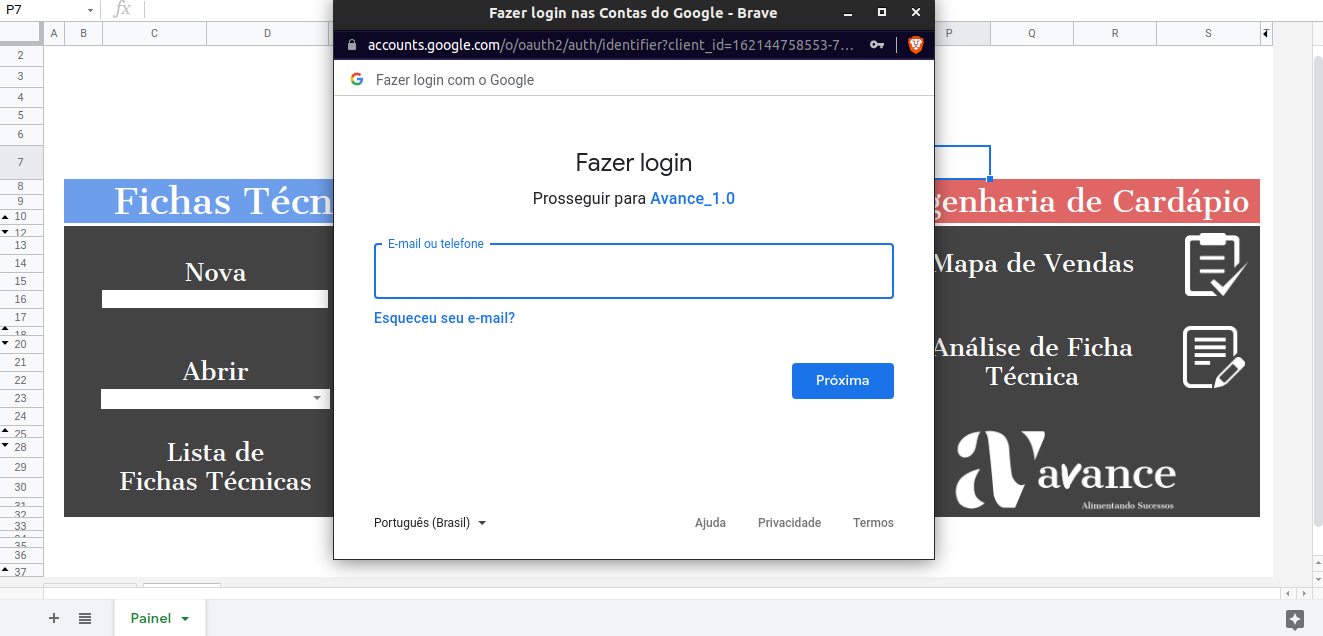 P7
fx
Fazer login nas Contas do Google - Brave
accounts.google.com/o/oauth2/auth/identifier?client_id=162144758553-7...
A B C D P Q R S T
Fazer login com o Google
2
3
4
5
6
7
8
9
10
12
13
14
15
16
17
18
20
21
22
23
24
25
28
29
30
31
32
33
34
35
36
37
Fichas Técn
Nova
Abrir
Lista de
Fichas Técnicas
Fazer login
Prosseguir para Avance_1.0
E-mail ou telefone
Esqueceu seu e-mail?
Próxima
Português (Brasil)
Ajuda Privacidade Termos
genharia de Cardápio
Mapa de Vendas
Análise de Ficha
Técnica
avance
Alimentando Sucessos
Painel